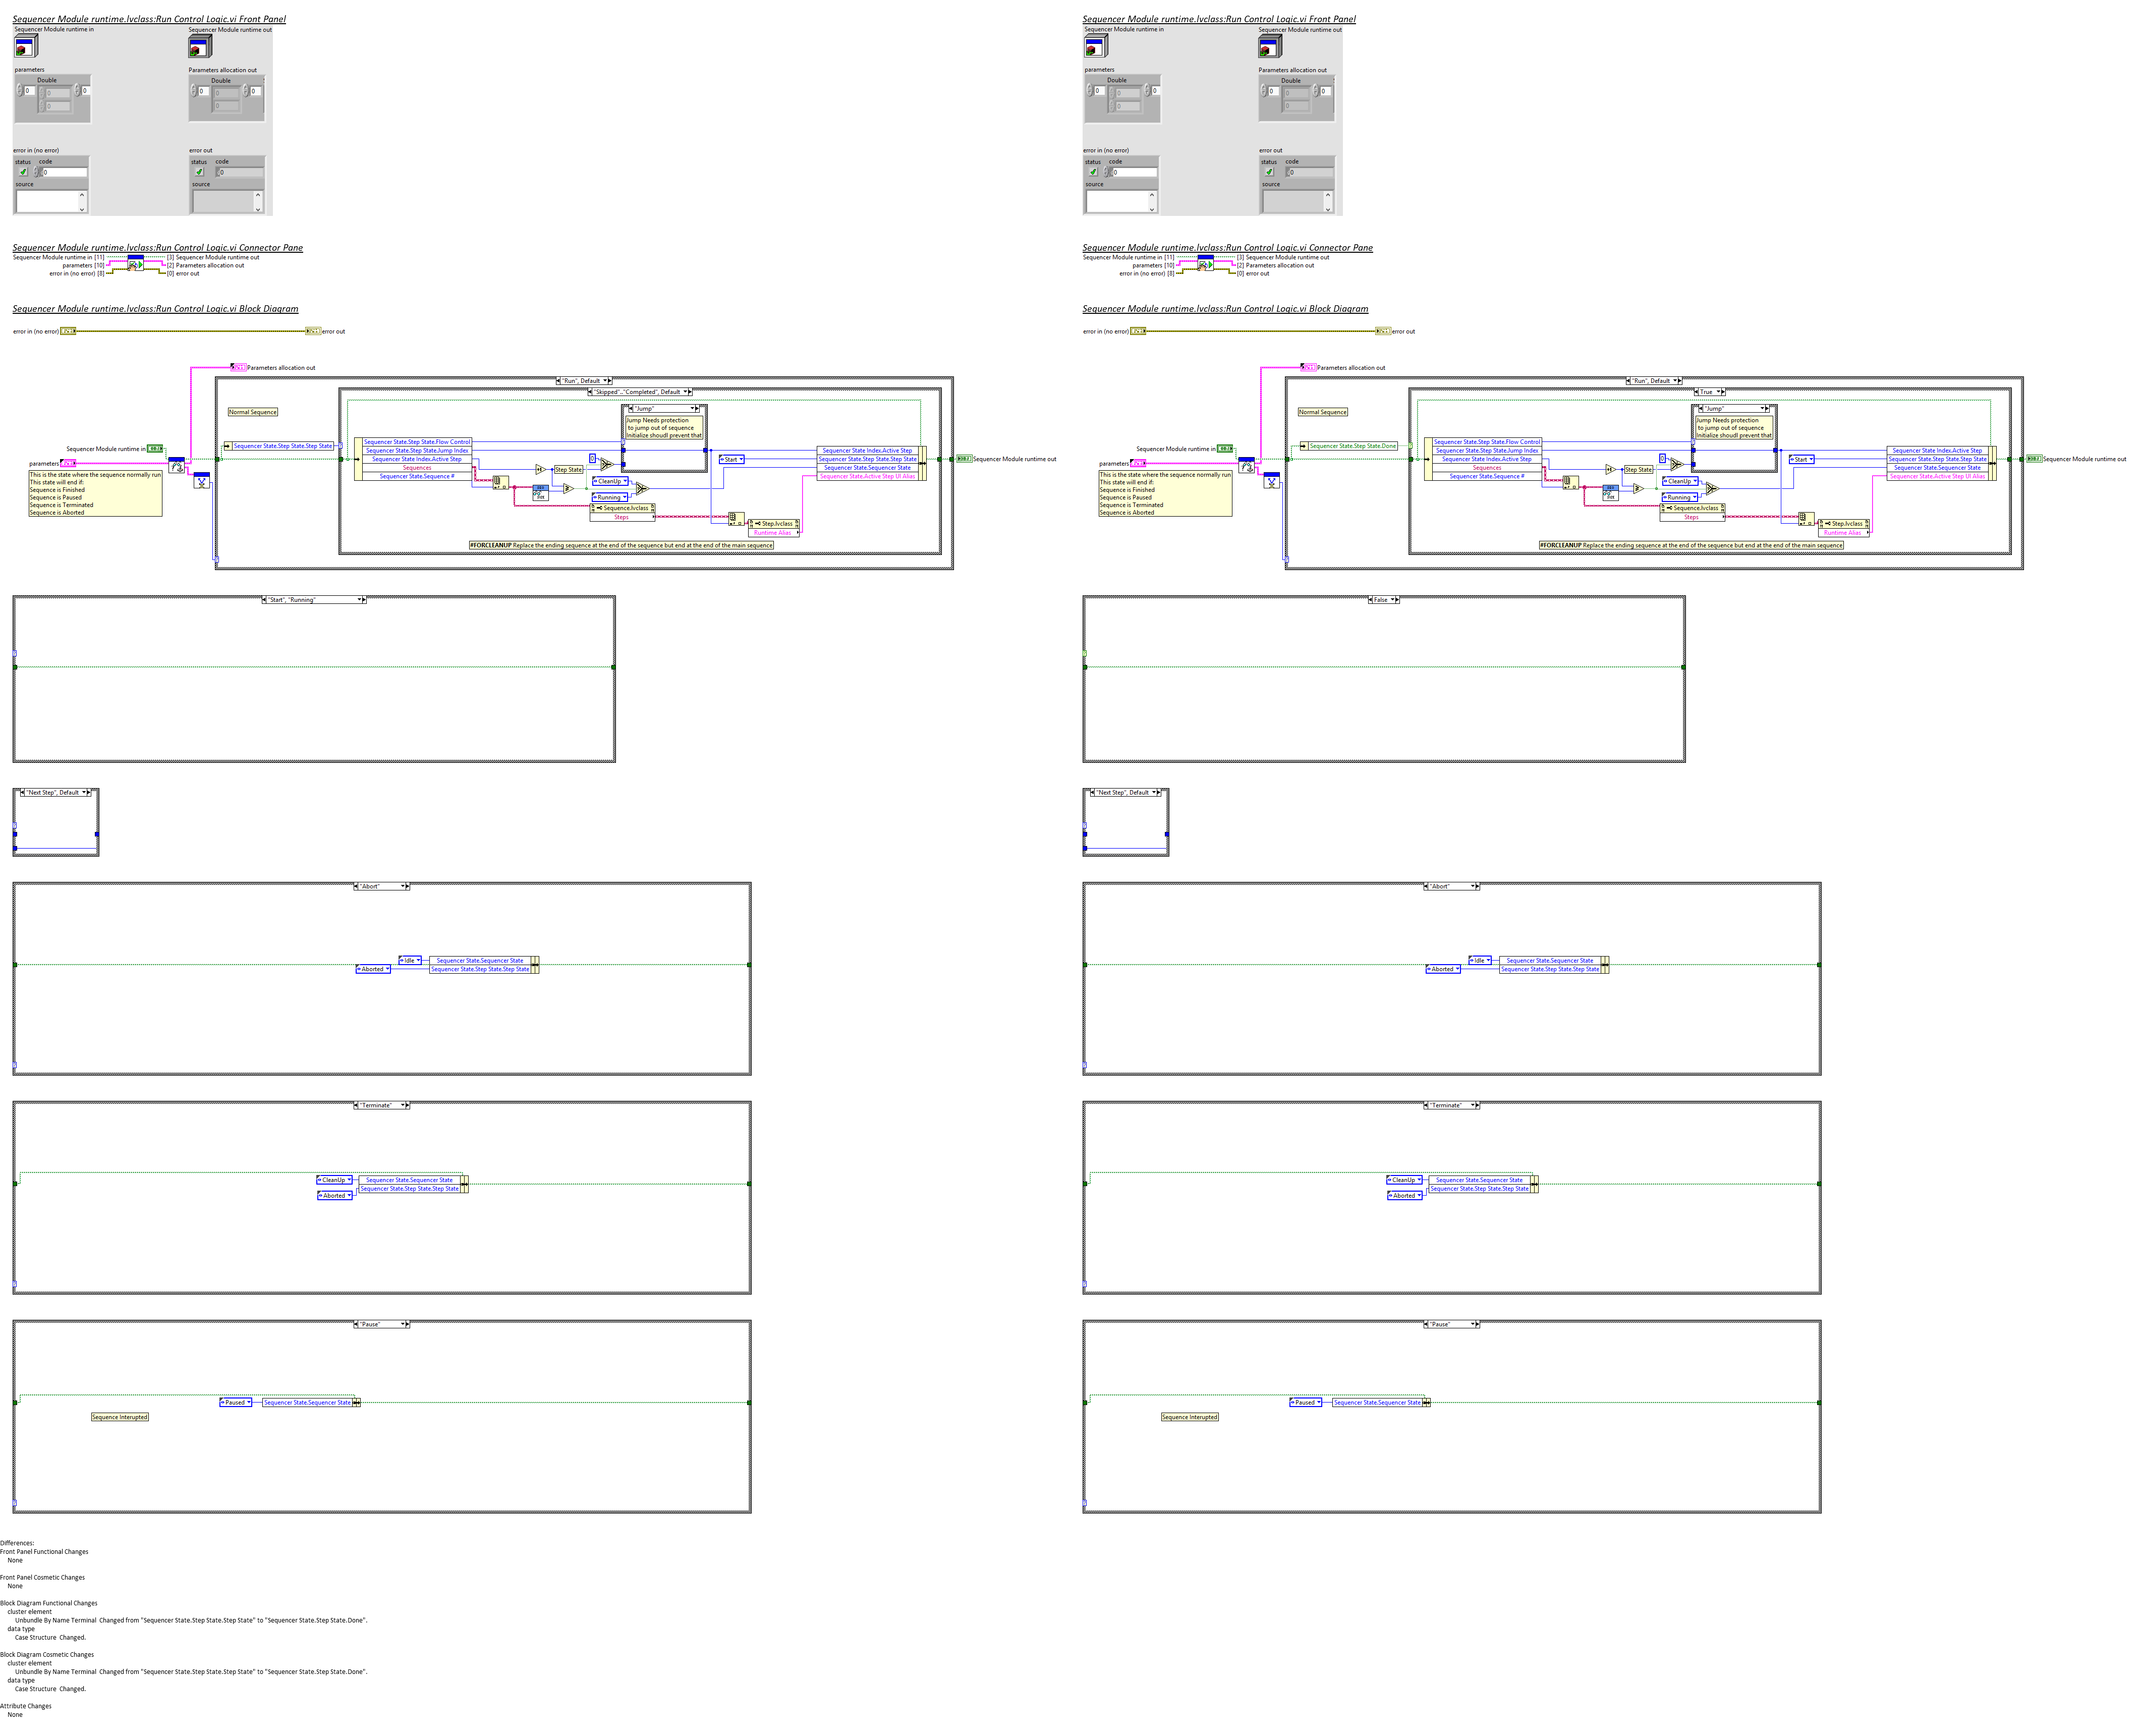 Sequencer Module runtime.lvclass:Run Control Logic.vi Front Panel
Sequencer Module runtime in
Sequencer Module runtime out
parameters
Parameters allocation out
Double
Double
0
0
0
0
0
0
0
0
error in (no error)
error out
status code
status code
0
0
source
source
Sequencer Module runtime.lvclass:Run Control Logic.vi Connector Pane
Sequencer Module runtime in [11]
[3] Sequencer Module runtime out
parameters [10]
[2] Parameters allocation out
error in (no error) [8]
[0] error out
Sequencer Module runtime.lvclass:Run Control Logic.vi Block Diagram
error in (no error)
error out
Parameters allocation out
"Run", Default
"Skipped".."Completed", Default
Normal Sequence
"Jump"
Jump Needs protection
to jump out of sequence
Initialize shoudl prevent that
Sequencer State.Step State.Step State
Sequencer Module runtime in
parameters
This is the state where the sequence normally run
This state will end if:
Sequence is Finished
Sequence is Paused
Sequence is Terminated
Sequence is Aborted
Sequencer State.Step State.Flow Control
Sequencer State.Step State.Jump Index
Sequencer State Index.Active Step
Sequences
Sequencer State.Sequence #
Step State
0
CleanUp
Running
Start
Sequence.lvclass
Steps
Step.lvclass
Runtime Alias
Sequencer State Index.Active Step
Sequencer State.Step State.Step State
Sequencer State.Sequencer State
Sequencer State.Active Step UI Alias
Sequencer Module runtime out
#FORCLEANUP Replace the ending sequence at the end of the sequence but end at the end of the main sequence
"Start", "Running"
"Next Step", Default
"Abort"
Idle
Sequencer State.Sequencer State
Aborted
Sequencer State.Step State.Step State
"Terminate"
CleanUp
Sequencer State.Sequencer State
Aborted
Sequencer State.Step State.Step State
"Pause"
Paused
Sequencer State.Sequencer State
Sequence Interupted
Sequencer Module runtime.lvclass:Run Control Logic.vi Front Panel
Sequencer Module runtime in
Sequencer Module runtime out
parameters
Parameters allocation out
Double
Double
0
0
0
0
0
0
0
0
error in (no error)
error out
status code
status code
0
0
source
source
Sequencer Module runtime.lvclass:Run Control Logic.vi Connector Pane
Sequencer Module runtime in [11]
[3] Sequencer Module runtime out
parameters [10]
[2] Parameters allocation out
error in (no error) [8]
[0] error out
Sequencer Module runtime.lvclass:Run Control Logic.vi Block Diagram
error in (no error)
error out
Parameters allocation out
"Run", Default
True
Normal Sequence
"Jump"
Jump Needs protection
to jump out of sequence
Initialize shoudl prevent that
Sequencer State.Step State.Done
Sequencer Module runtime in
parameters
This is the state where the sequence normally run
This state will end if:
Sequence is Finished
Sequence is Paused
Sequence is Terminated
Sequence is Aborted
Sequencer State.Step State.Flow Control
Sequencer State.Step State.Jump Index
Sequencer State Index.Active Step
Sequences
Sequencer State.Sequence #
Step State
0
CleanUp
Running
Start
Sequence.lvclass
Steps
Step.lvclass
Runtime Alias
Sequencer State Index.Active Step
Sequencer State.Step State.Step State
Sequencer State.Sequencer State
Sequencer State.Active Step UI Alias
Sequencer Module runtime out
#FORCLEANUP Replace the ending sequence at the end of the sequence but end at the end of the main sequence
False
"Next Step", Default
"Abort"
Idle
Sequencer State.Sequencer State
Aborted
Sequencer State.Step State.Step State
"Terminate"
CleanUp
Sequencer State.Sequencer State
Aborted
Sequencer State.Step State.Step State
"Pause"
Paused
Sequencer State.Sequencer State
Sequence Interupted
Differences:
Front Panel Functional Changes
None
Front Panel Cosmetic Changes
None
Block Diagram Functional Changes
cluster element
Unbundle By Name Terminal Changed from "Sequencer State.Step State.Step State" to "Sequencer State.Step State.Done".
data type
Case Structure Changed.
Block Diagram Cosmetic Changes
cluster element
Unbundle By Name Terminal Changed from "Sequencer State.Step State.Step State" to "Sequencer State.Step State.Done".
data type
Case Structure Changed.
Attribute Changes
None